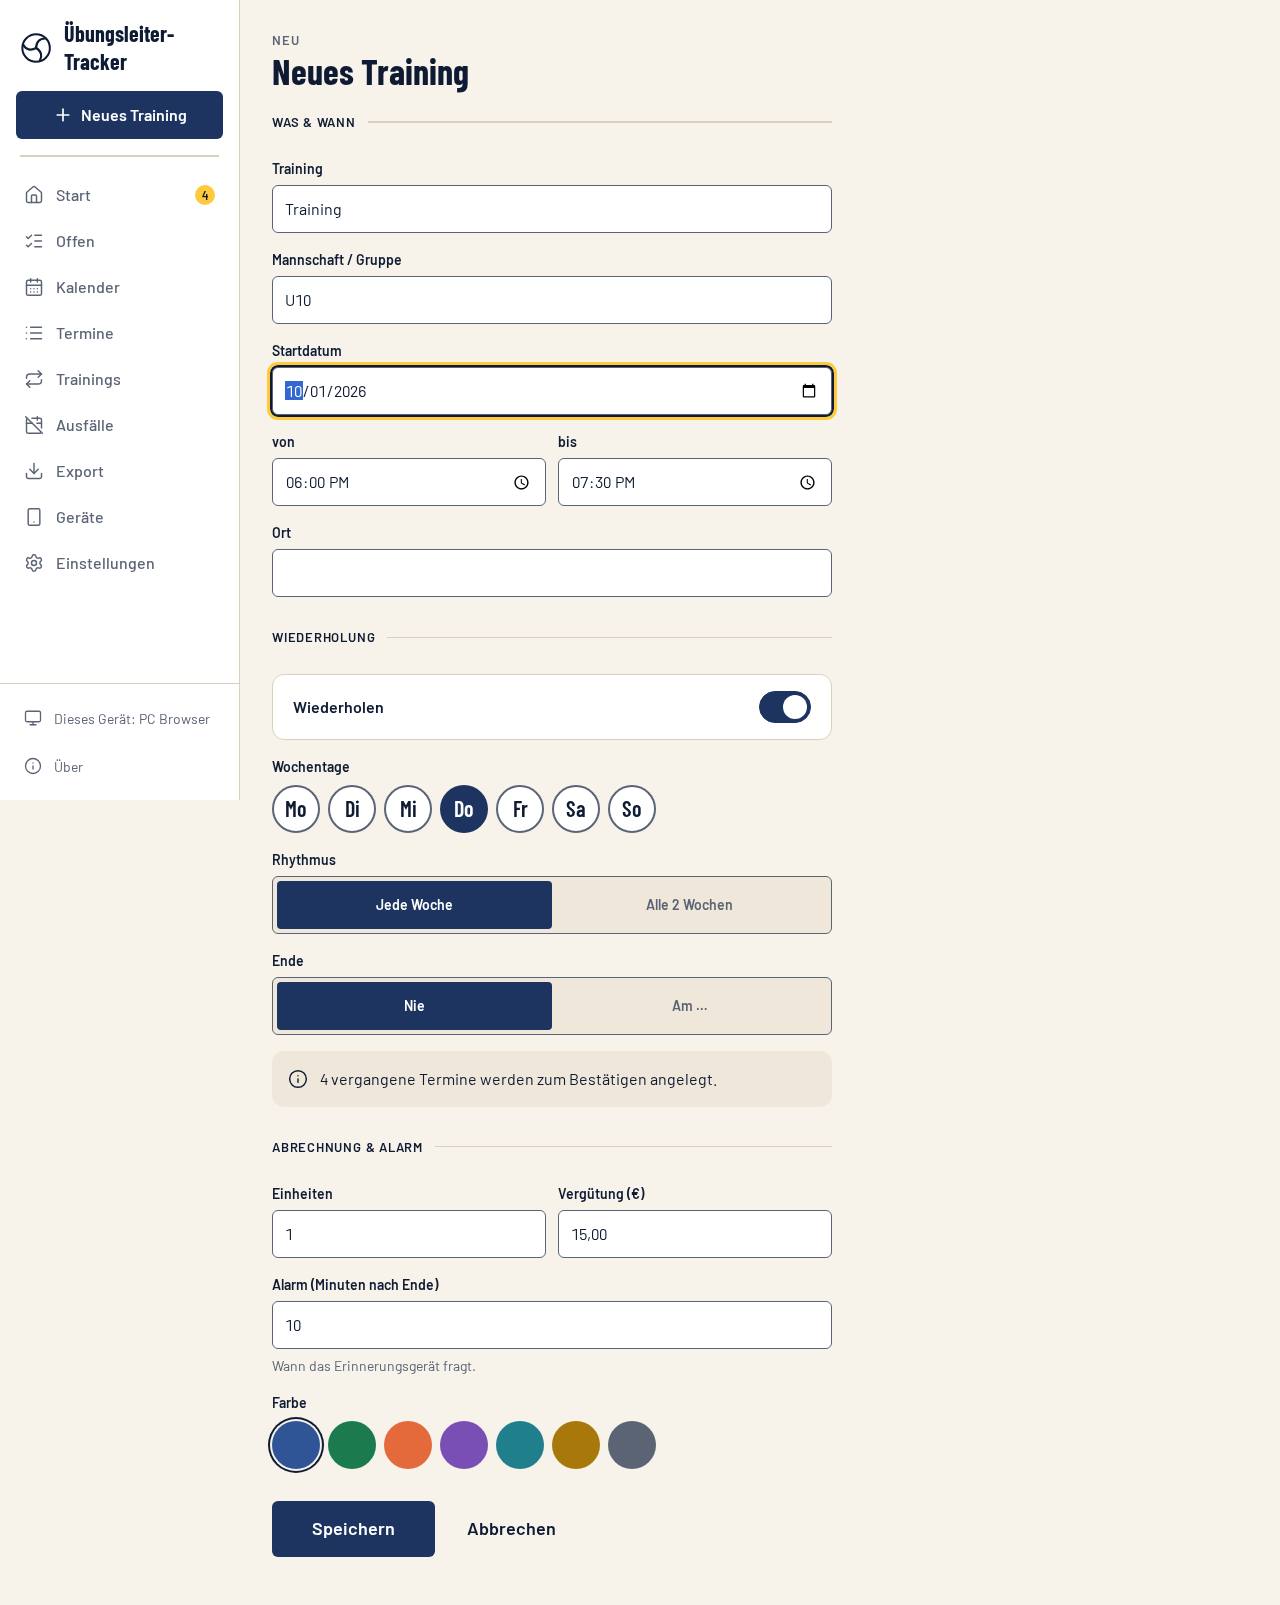 Übungsleiter-
Tracker
Neues Training
Start
4
Offen
Kalender
Termine
Trainings
Ausfälle
Export
Geräte
Einstellungen
Dieses Gerät: PC Browser
Über
NEU
Neues Training
WAS & WANN
Training
Training
Mannschaft / Gruppe
U10
Startdatum
10/01/2026
von
bis
06:00 PM
07:30 PM
Ort
WIEDERHOLUNG
Wiederholen
Wochentage
Mo Di Mi Do Fr Sa So
Rhythmus
Jede Woche
Alle 2 Wochen
Ende
Nie
Am ...
4 vergangene Termine werden zum Bestätigen angelegt.
ABRECHNUNG & ALARM
Einheiten
Vergütung (€)
1
15,00
Alarm (Minuten nach Ende)
10
Wann das Erinnerungsgerät fragt.
Farbe
Speichern
Abbrechen